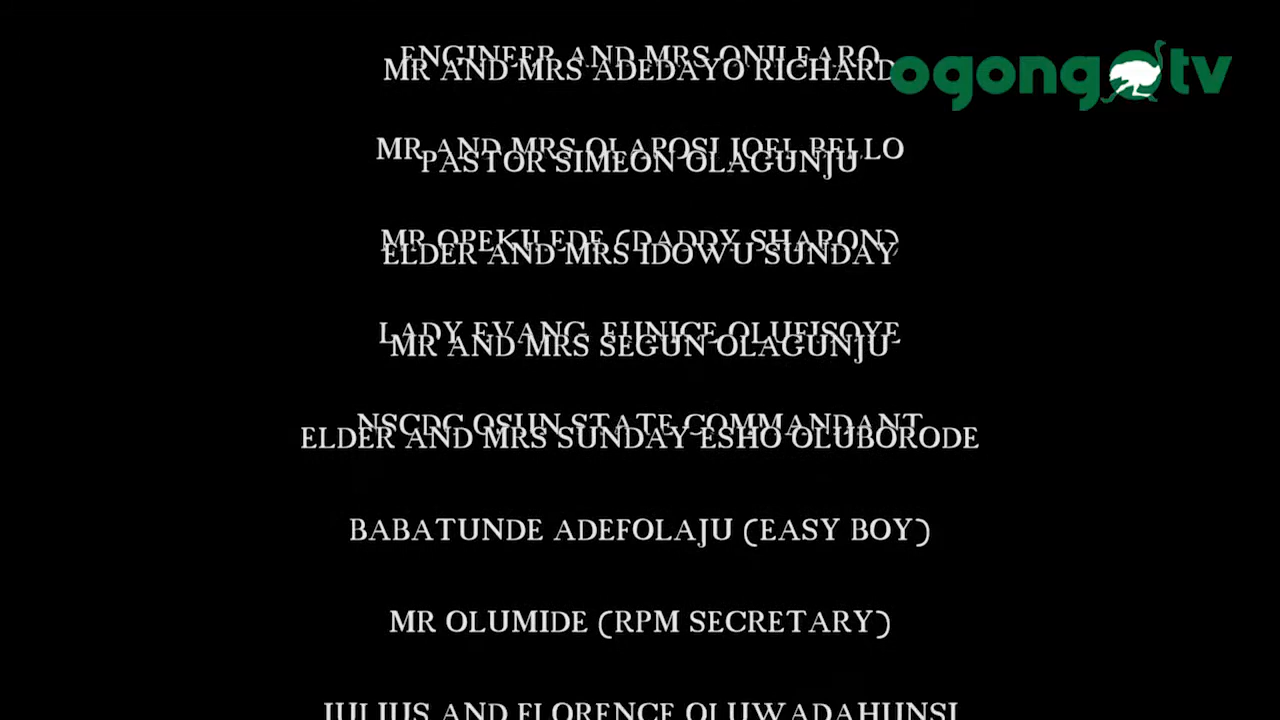 ENGINEER AND MRS ONILEARO
MR AND MRS ADEDAYO RICHARD
ogongo tv
MR AND MRS OLAPOSI JOEL BELLO
PASTOR SIMEON OLAGUNJU
MR OPEKILEDE (DADDY SHARON)
ELDER AND MRS IDOWU SUNDAY
LADY EVANG. EUNICE OLUFISOYE
MR AND MRS SEGUN OLAGUNJU
NSCDC OSUN STATE COMMANDANT
ELDER AND MRS SUNDAY ESHO OLUBORODE
BABATUNDE ADEFOLAJU (EASY BOY)
MR OLUMIDE (RPM SECRETARY)
JULIUS AND FLORENCE OLUWADAHUNSI